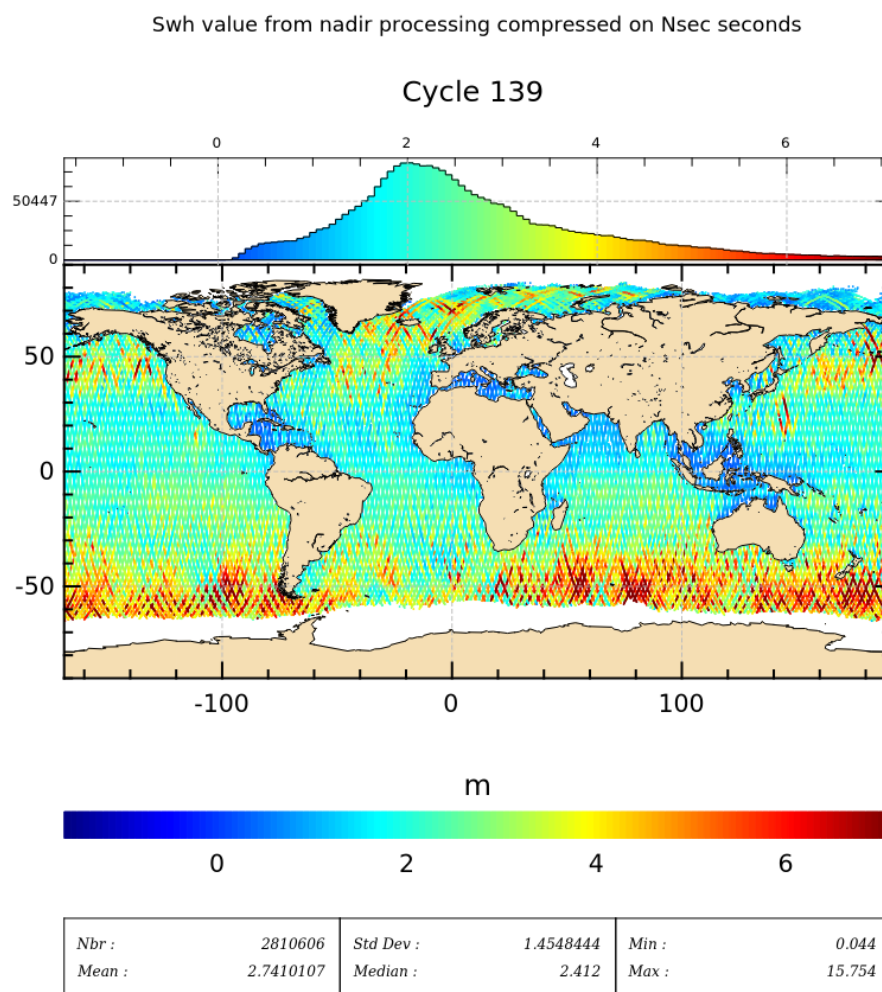 Swh value from nadir processing compressed on Nsec seconds
Cycle 139
0 2 4 6
50447
0
50
0
-50
-100 0 100
m
0 2 4 6
Nbr : 2810606 Std Dev : 1.4548444 Min : 0.044
Mean : 2.7410107 Median : 2.412 Max : 15.754